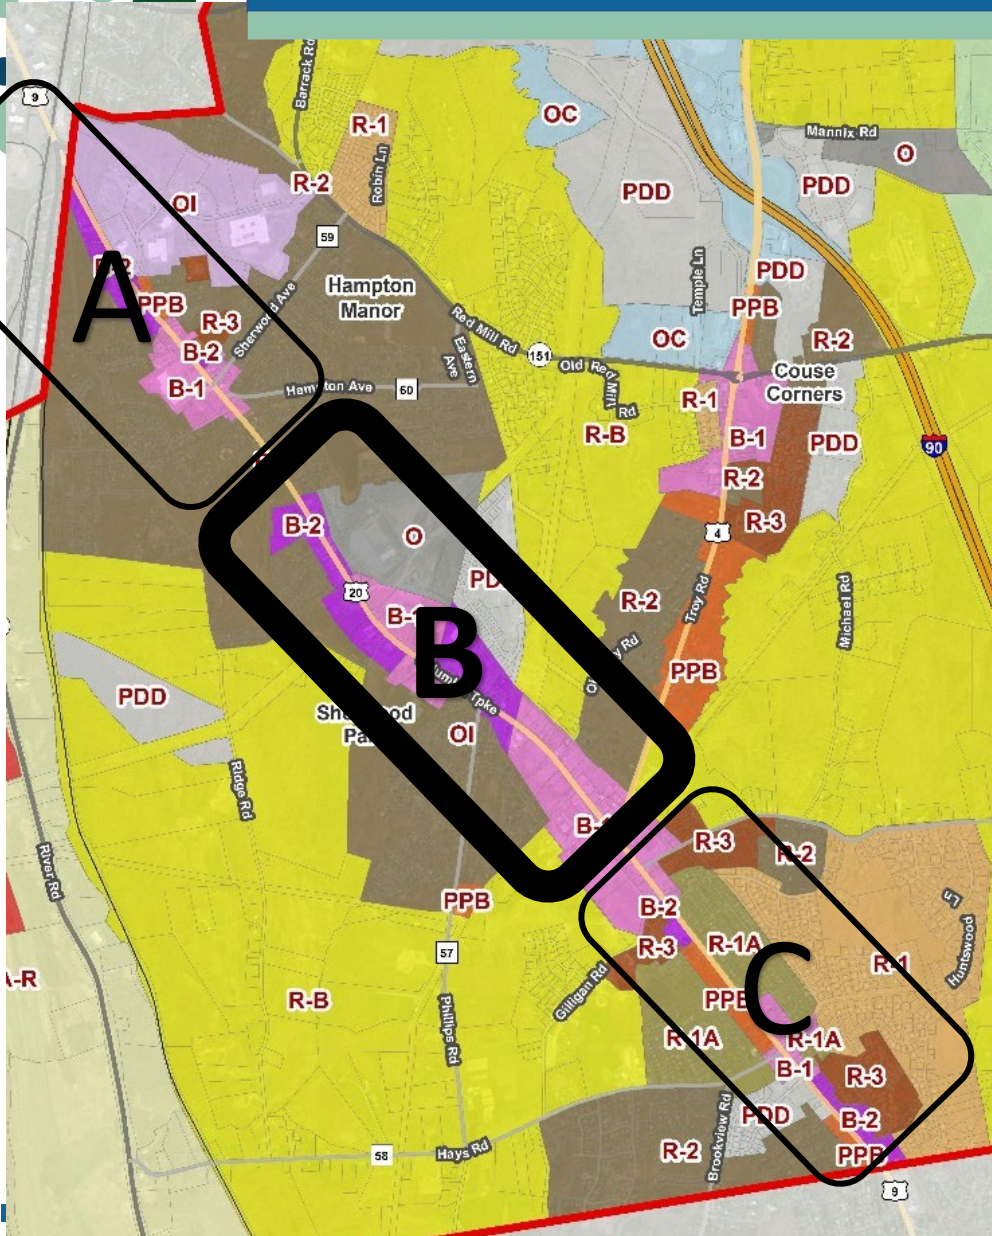 9
Barrack Rd
R-1
Robin Ln
OC
Mannix Rd
O
PDD
PDD
R-2
OI
59
Hampton
Manor
A
PPB
R-3
Sherwood Ave
B-2
B-1
Hampton Ave
60
Eastern
Ave
Red Mill Rd
151
Old Red
Mill
Rd
Temple Ln
PDD
PPB
OC
R-2
Couse
Corners
R-1
R-B
B-1
PDD
90
R-2
R-3
4
B-2
O
20
R-2
Troy Rd
Michael Rd
B
PPB
PDD
OI
Ridge Rd
River Rd
R-3
R-2
PPB
B-2
R-3
R-1A
R-1
Ln
Huntswood
57
Gilligan Rd
C
R-B
Phillips Rd
R-1A
R-1A
B-1
R-3
PDD
B-2
Brookview Rd
R-2
PPB
58
Hays Rd
9